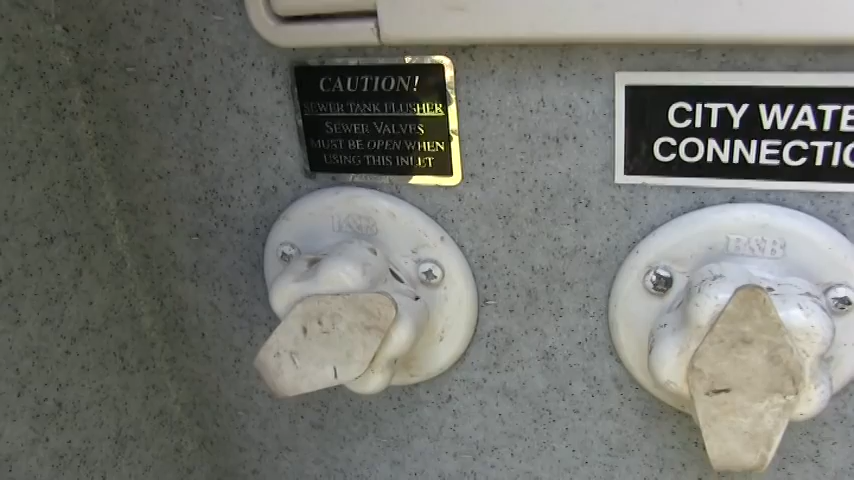 CAUTION!
SEWER TANK FLUSHER
SEWER VALVES
MUST BE OPEN WHEN
USING THIS INLET
CITY WATE
CONNECTIO
B&B